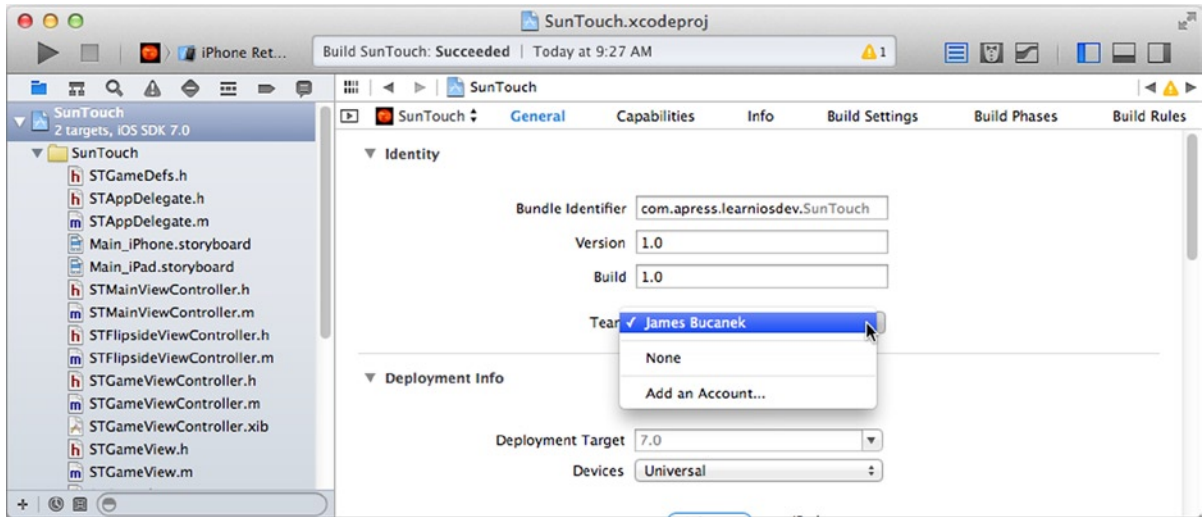 SunTouch.xcodeproj
iPhone Ret...
Build SunTouch: Succeeded | Today at 9:27 AM
1
SunTouch
SunTouch
2 targets, iOS SDK 7.0
SunTouch General Capabilities Info Build Settings Build Phases Build Rules
SunTouch
h STGameDefs.h
h STAppDelegate.h
m STAppDelegate.m
Main_iPhone.storyboard
Main_iPad.storyboard
h STMainViewController.h
m STMainViewController.m
h STFlipsideViewController.h
m STFlipsideViewController.m
h STGameViewController.h
m STGameViewController.m
STGameViewController.xib
h STGameView.h
m STGameView.m
Identity
Bundle Identifier com.apress.learniosdev.SunTouch
Version 1.0
Build 1.0
Team ✓ James Bucanek
None
Add an Account...
Deployment Info
Deployment Target 7.0
Devices Universal